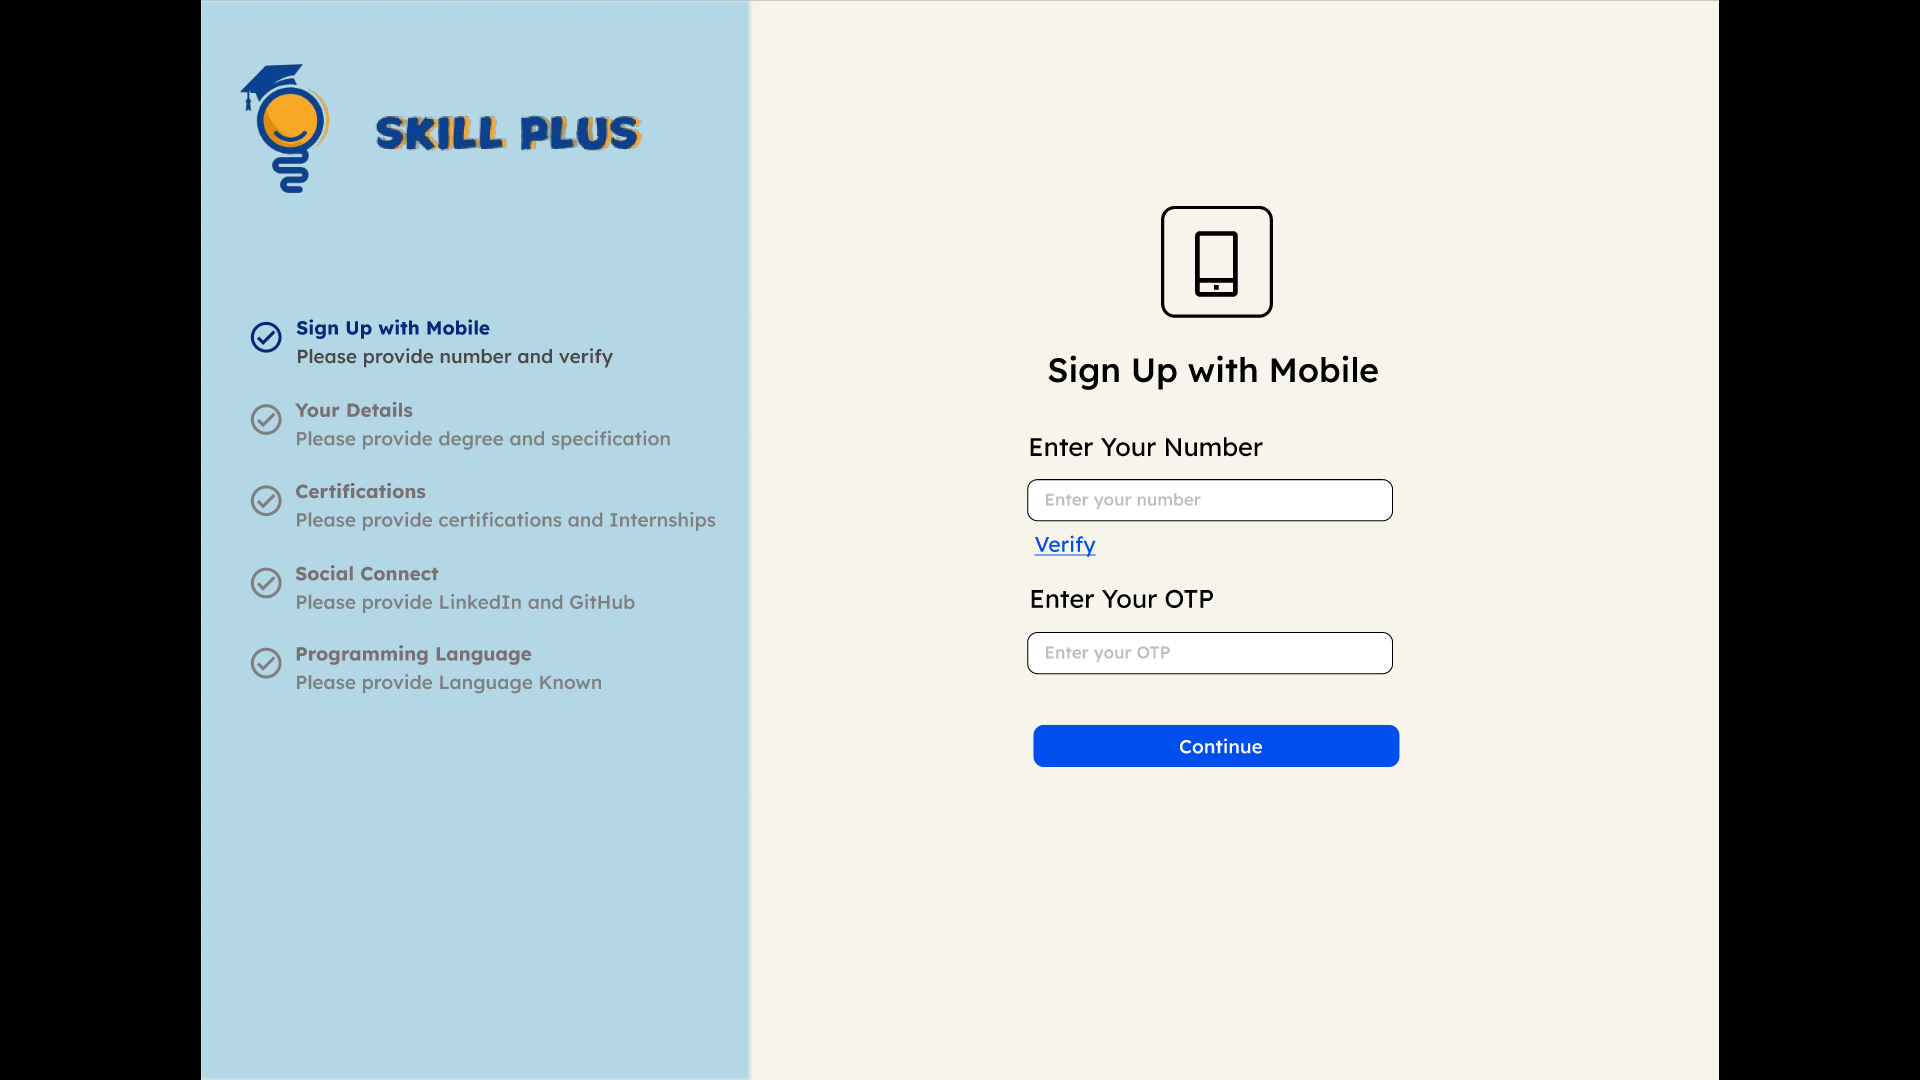 SKILL PLUS
Sign Up with Mobile
Please provide number and verify
Your Details
Please provide degree and specification
Certifications
Please provide certifications and Internships
Social Connect
Please provide LinkedIn and GitHub
Programming Language
Please provide Language Known
Sign Up with Mobile
Enter Your Number
Enter your number
Verify
Enter Your OTP
Enter your OTP
Continue